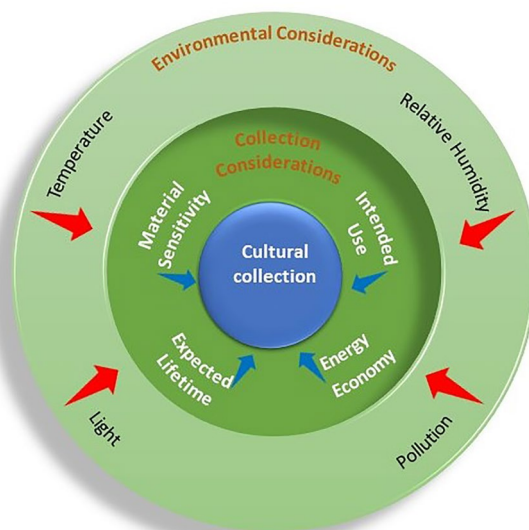 Environmental Considerations
Temperature
Relative Humidity
Collection
Considerations
Material
Sensitivity
Intended
Use
Cultural
collection
Expected
Lifetime
Energy
Economy
Light
Pollution